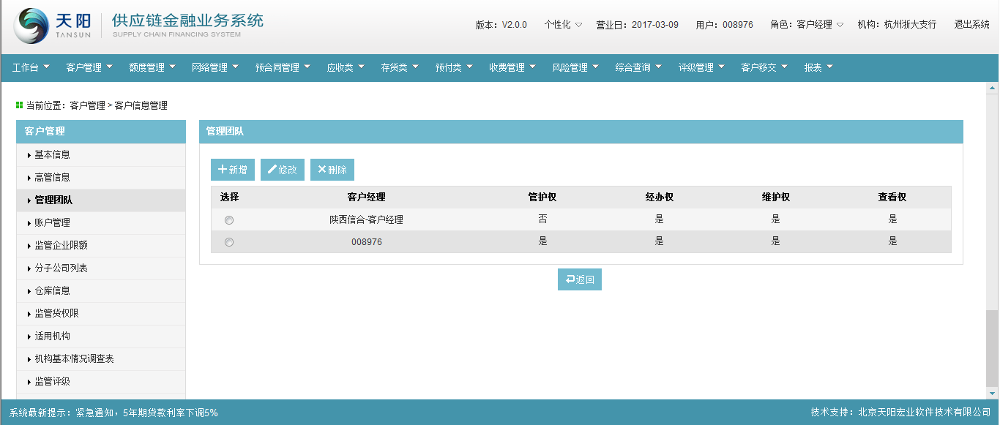 天阳 TANSUN 供应链金融业务系统 SUPPLY CHAIN FINANCING SYSTEM
版本：V2.0.0 个性化 营业日：2017-03-09 用户：008976 角色：客户经理 机构：杭州浙大支行 退出系统
工作台 客户管理 额度管理 网络管理 预合同管理 应收类 存货类 预付类 收费管理 风险管理 综合查询 评级管理 客户移交 报表
当前位置：客户管理 > 客户信息管理
客户管理
基本信息
高管信息
管理团队
账户管理
监管企业限额
分子公司列表
仓库信息
监管货权限
适用机构
机构基本情况调查表
监管评级
管理团队
新增 修改 删除
选择 客户经理 管护权 经办权 维护权 查看权
陕西信合-客户经理 否 是 是 是
008976 是 是 是 是
返回
系统最新提示：紧急通知，5年期贷款利率下调5% 技术支持：北京天阳宏业软件技术有限公司